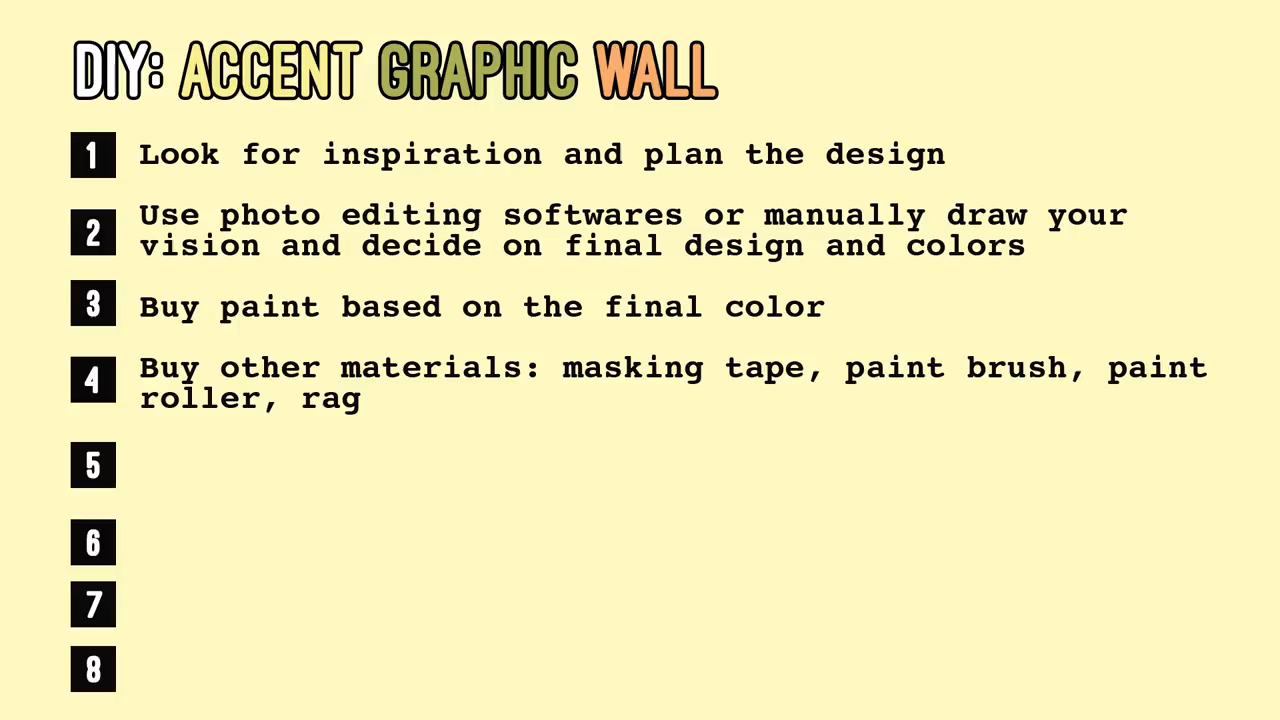 DIY: ACCENT GRAPHIC WALL
1 Look for inspiration and plan the design
2 Use photo editing softwares or manually draw your
vision and decide on final design and colors
3 Buy paint based on the final color
4 Buy other materials: masking tape, paint brush, paint
roller, rag
5
6
7
8